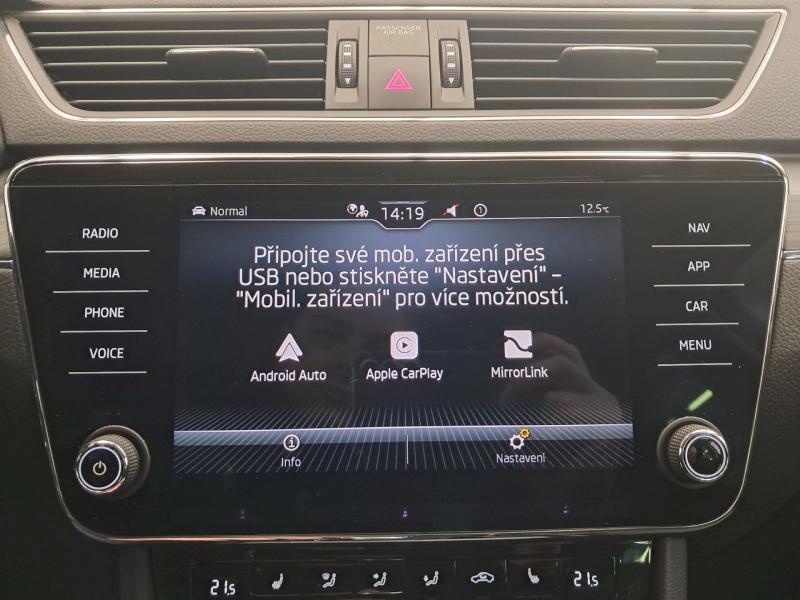 PASSENGER
AIR BAG
Normal
14:19
1
12.5°C
RADIO
MEDIA
PHONE
VOICE
Připojte své mob. zařízení přes
USB nebo stiskněte "Nastavení" –
"Mobil. zařízení" pro více možností.
Android Auto
Apple CarPlay
MirrorLink
Info
Nastavení
NAV
APP
CAR
MENU
21.5
21.5